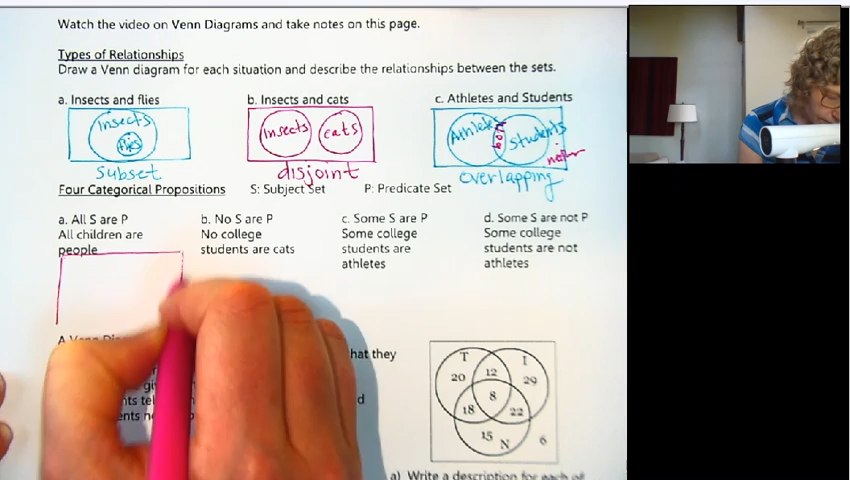 Watch the video on Venn Diagrams and take notes on this page.
Types of Relationships
Draw a Venn diagram for each situation and describe the relationships between the sets.
a. Insects and flies
b. Insects and cats
c. Athletes and Students
Insects
flies
subset
Insects
cats
disjoint
Athletes
both
Students
overlapping
Four Categorical Propositions
S: Subject Set
P: Predicate Set
a. All S are P
All children are
people
b. No S are P
No college
students are cats
c. Some S are P
Some college
students are
athletes
d. Some S are not P
Some college
students are not
athletes
A Venn
hat they
T
I
20
12
29
8
18
22
15
N
6
a) Write a description for each of